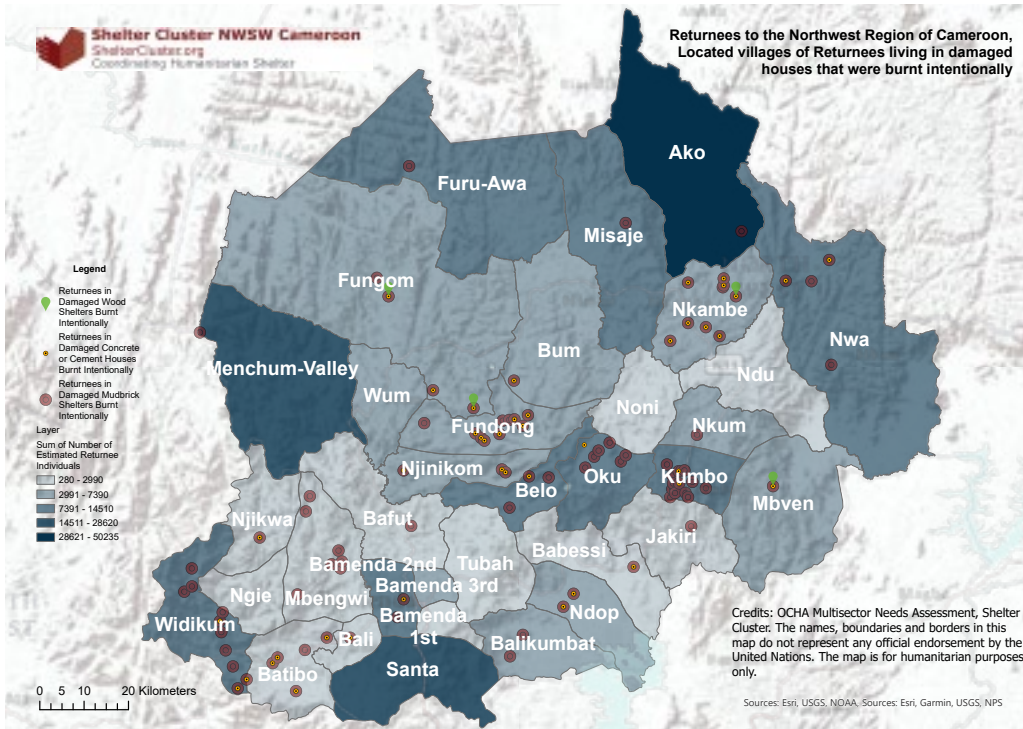 Shelter Cluster NWSW Cameroon
ShelterCluster.org
Coordinating Humanitarian Shelter
Returnees to the Northwest Region of Cameroon,
Located villages of Returnees living in damaged
houses that were burnt intentionally
Ako
Furu-Awa
Misaje
Fungom
Nkambe
Nwa
Bum
Menchum-Valley
Ndu
Wum
Noni
Fundong
Nkum
Njinikom
Oku
Kumbo
Belo
Mbven
Njikwa
Bafut
Jakiri
Babessi
Bamenda 2nd
Tubah
Bamenda 3rd
Ngie
Mbengwi
Ndop
Bamenda
1st
Widikum
Bali
Balikumbat
Santa
Batibo
Legend
Returnees in
Damaged Wood
Shelters Burnt
Intentionally
Returnees in
Damaged Concrete
or Cement Houses
Burnt Intentionally
Returnees in
Damaged Mudbrick
Shelters Burnt
Intentionally
Layer
Sum of Number of
Estimated Returnee
Individuals
280 - 2990
2991 - 7390
7391 - 14510
14511 - 28620
28621 - 50235
0 5 10 20 Kilometers
Credits: OCHA Multisector Needs Assessment, Shelter
Cluster. The names, boundaries and borders in this
map do not represent any official endorsement by the
United Nations. The map is for humanitarian purposes
only.
Sources: Esri, USGS, NOAA, Sources: Esri, Garmin, USGS, NPS